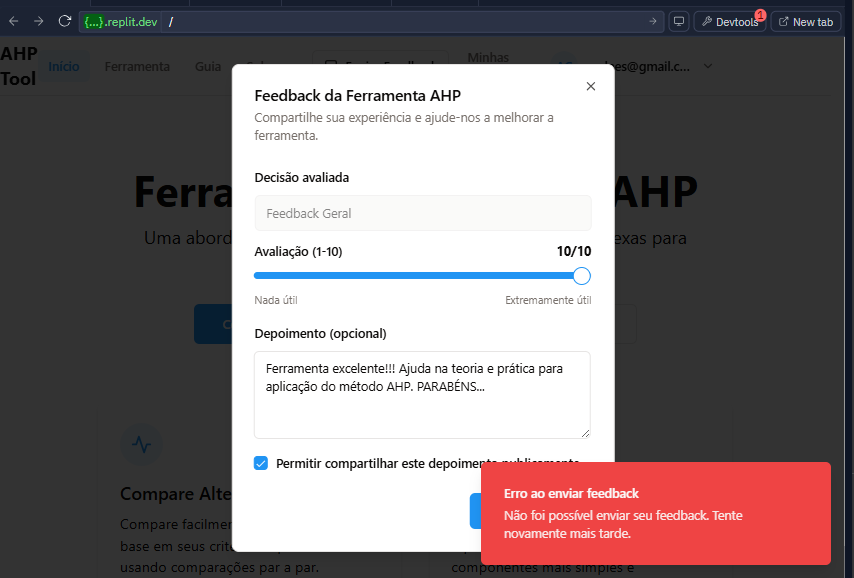 {...}.replit.dev /
Devtools 1
New tab
AHP
Tool
Início
Ferramenta
Guia
Minhas
es@gmail.c...
Feedback da Ferramenta AHP
Compartilhe sua experiência e ajude-nos a melhorar a
ferramenta.
Decisão avaliada
Feedback Geral
Avaliação (1-10)
10/10
Nada útil
Extremamente útil
Depoimento (opcional)
Ferramenta excelente!!! Ajuda na teoria e prática para
aplicação do método AHP. PARABÉNS...
Permitir compartilhar este depoimento publicamente
Erro ao enviar feedback
Não foi possível enviar seu feedback. Tente
novamente mais tarde.
Ferra
AHP
Uma abord
exas para
Compare Alte
Compare facilmer
base em seus crite
usando comparações par a par.
componentes mais simples e